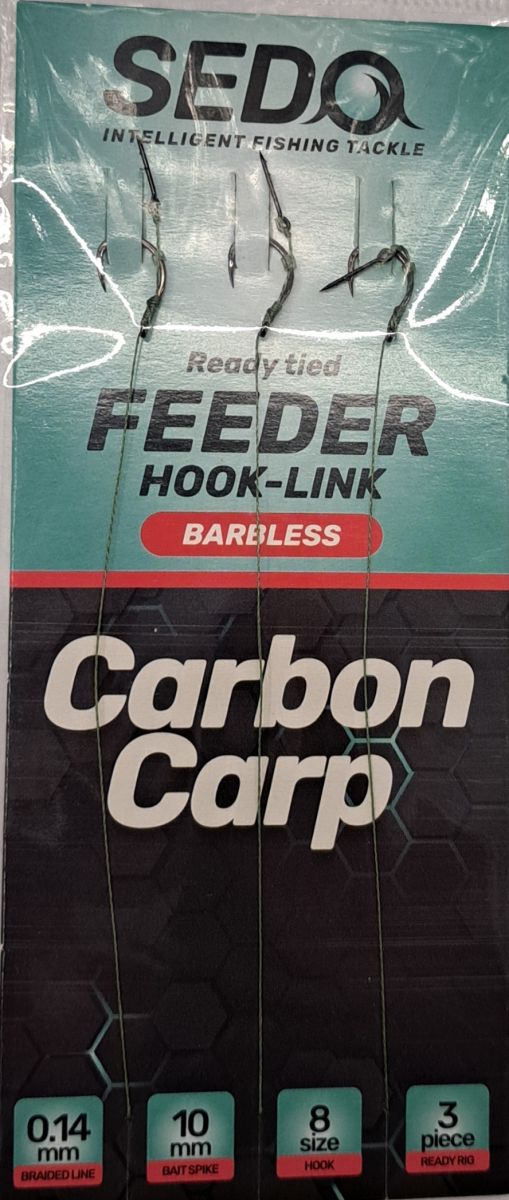 SEDO
INTELLIGENT FISHING TACKLE
Ready tied
FEEDER
HOOK-LINK
BARBLESS
Carbon
Carp
0.14
mm
BRAIDED LINE
10
mm
BAIT SPIKE
8
size
HOOK
3
piece
READY RIG